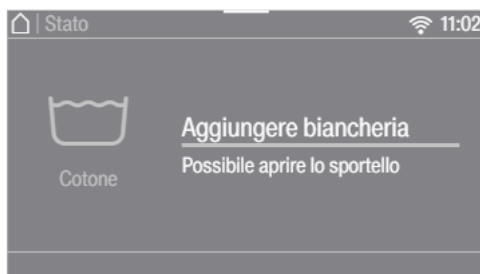 | Stato 11:02
Aggiungere biancheria
Possibile aprire lo sportello
Cotone